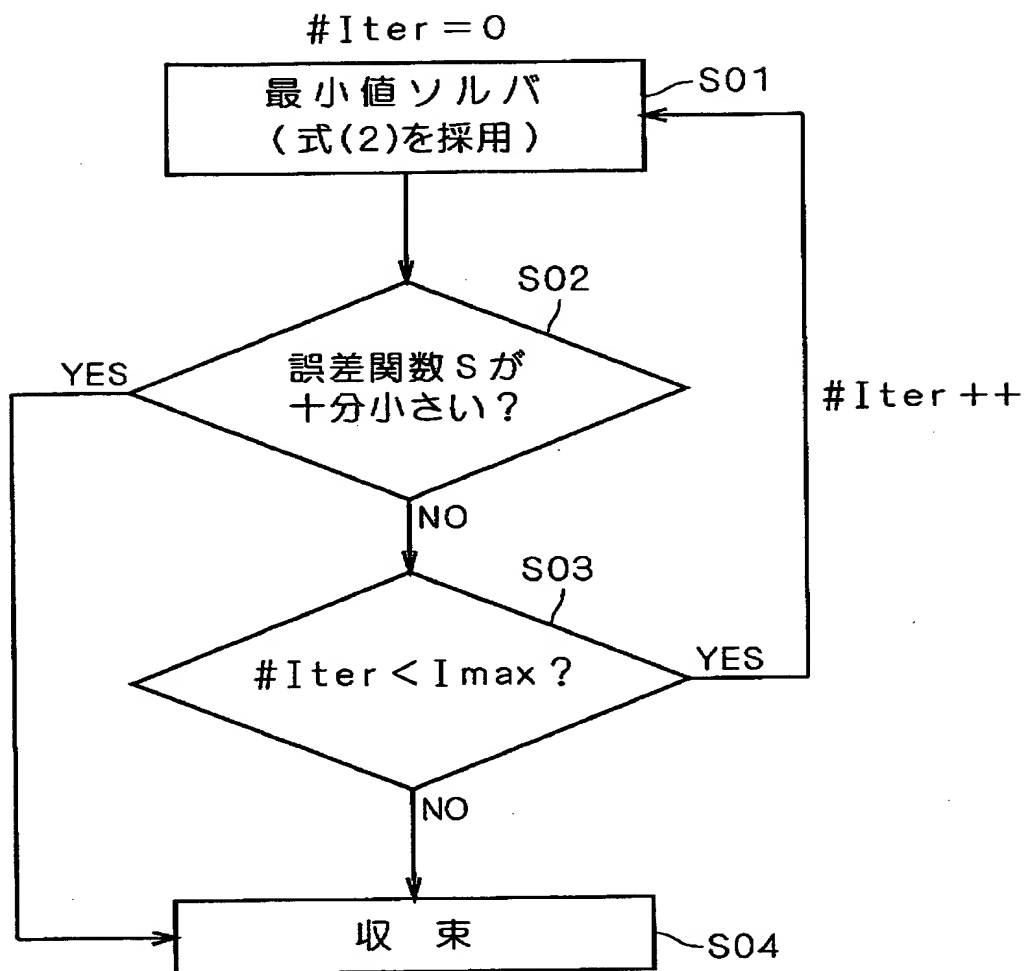 #Iter=0
最小値ソルバ
(式(2)を採用)
S01
S02
誤差関数Sが
十分小さい?
YES
#Iter++
NO
S03
#Iter<Imax?
YES
NO
収束
S04